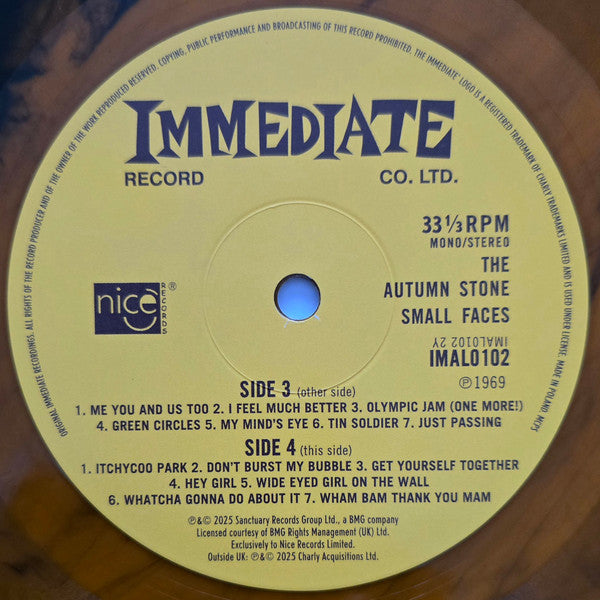 ORIGINAL IMMEDIATE RECORDINGS. ALL RIGHTS OF THE RECORD PRODUCER AND OF THE OWNER OF THE WORK REPRODUCED RESERVED. COPYING, PUBLIC PERFORMANCE AND BROADCASTING OF THIS RECORD PROHIBITED. THE IMMEDIATE' LOGO IS A REGISTERED TRADEMARK OF CHARLY TRADEMARKS LIMITED AND IS USED UNDER LICENSE. MADE IN POLAND. MCPS
IMMEDIATE
RECORD CO. LTD.
33 1/3 RPM
MONO/STEREO
THE
AUTUMN STONE
SMALL FACES
IMAL0102 2Y
IMAL0102
℗ 1969
nice RECORDS ®
SIDE 3 (other side)
1. ME YOU AND US TOO 2. I FEEL MUCH BETTER 3. OLYMPIC JAM (ONE MORE!)
4. GREEN CIRCLES 5. MY MIND'S EYE 6. TIN SOLDIER 7. JUST PASSING
SIDE 4 (this side)
1. ITCHYCOO PARK 2. DON'T BURST MY BUBBLE 3. GET YOURSELF TOGETHER
4. HEY GIRL 5. WIDE EYED GIRL ON THE WALL
6. WHATCHA GONNA DO ABOUT IT 7. WHAM BAM THANK YOU MAM
℗ & © 2025 Sanctuary Records Group Ltd., a BMG company
Licensed courtesy of BMG Rights Management (UK) Ltd.
Exclusively to Nice Records Limited.
Outside UK: ℗ & © 2025 Charly Acquisitions Ltd.